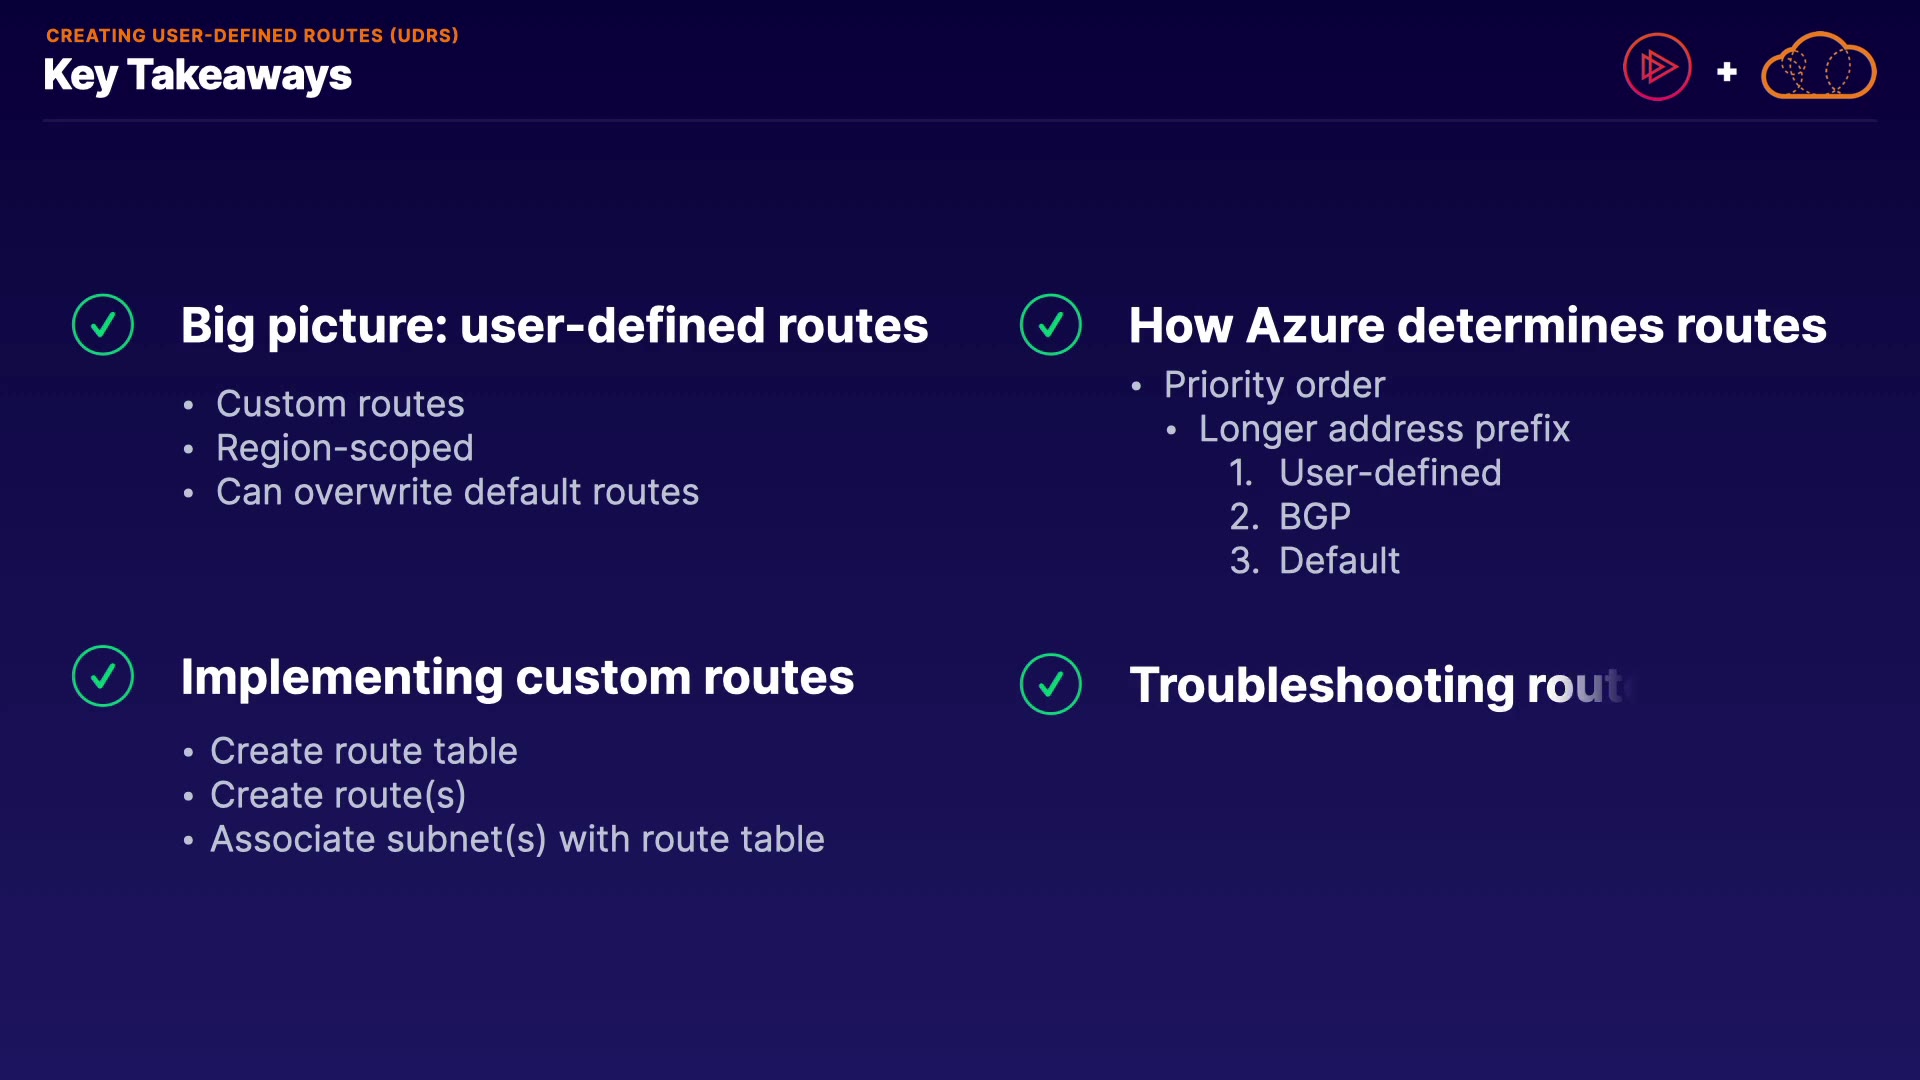 CREATING USER-DEFINED ROUTES (UDRS)
Key Takeaways
+
Big picture: user-defined routes
• Custom routes
• Region-scoped
• Can overwrite default routes
How Azure determines routes
• Priority order
• Longer address prefix
1. User-defined
2. BGP
3. Default
Implementing custom routes
• Create route table
• Create route(s)
• Associate subnet(s) with route table
Troubleshooting